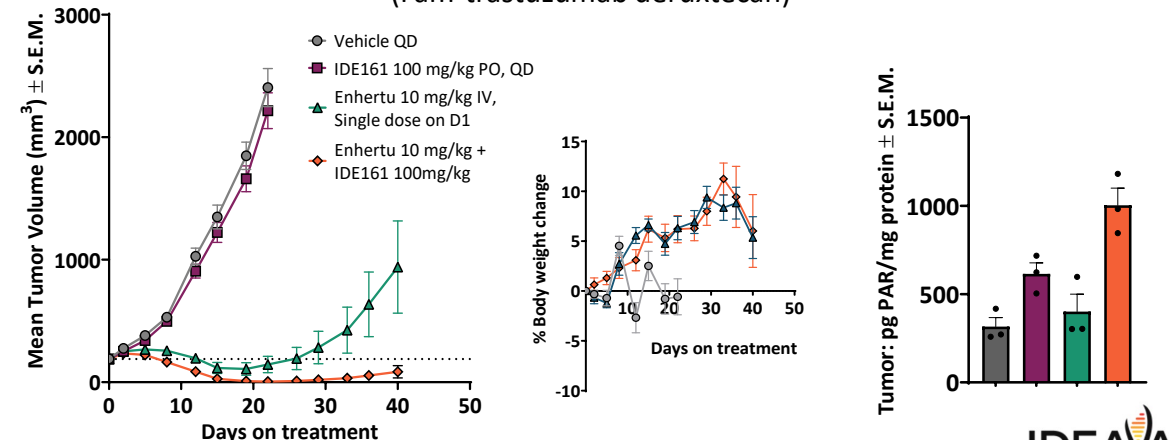 (Fam-trastuzumab deruxtecan)
Mean Tumor Volume (mm³) ± S.E.M.
3000
2000
1000
0
0 10 20 30 40 50
Days on treatment
Vehicle QD
IDE161 100 mg/kg PO, QD
Enhertu 10 mg/kg IV,
Single dose on D1
Enhertu 10 mg/kg +
IDE161 100mg/kg
% Body weight change
15
10
5
0
-5
-10
10 20 30 40 50
Days on treatment
Tumor: pg PAR/mg protein ± S.E.M.
1500
1000
500
0